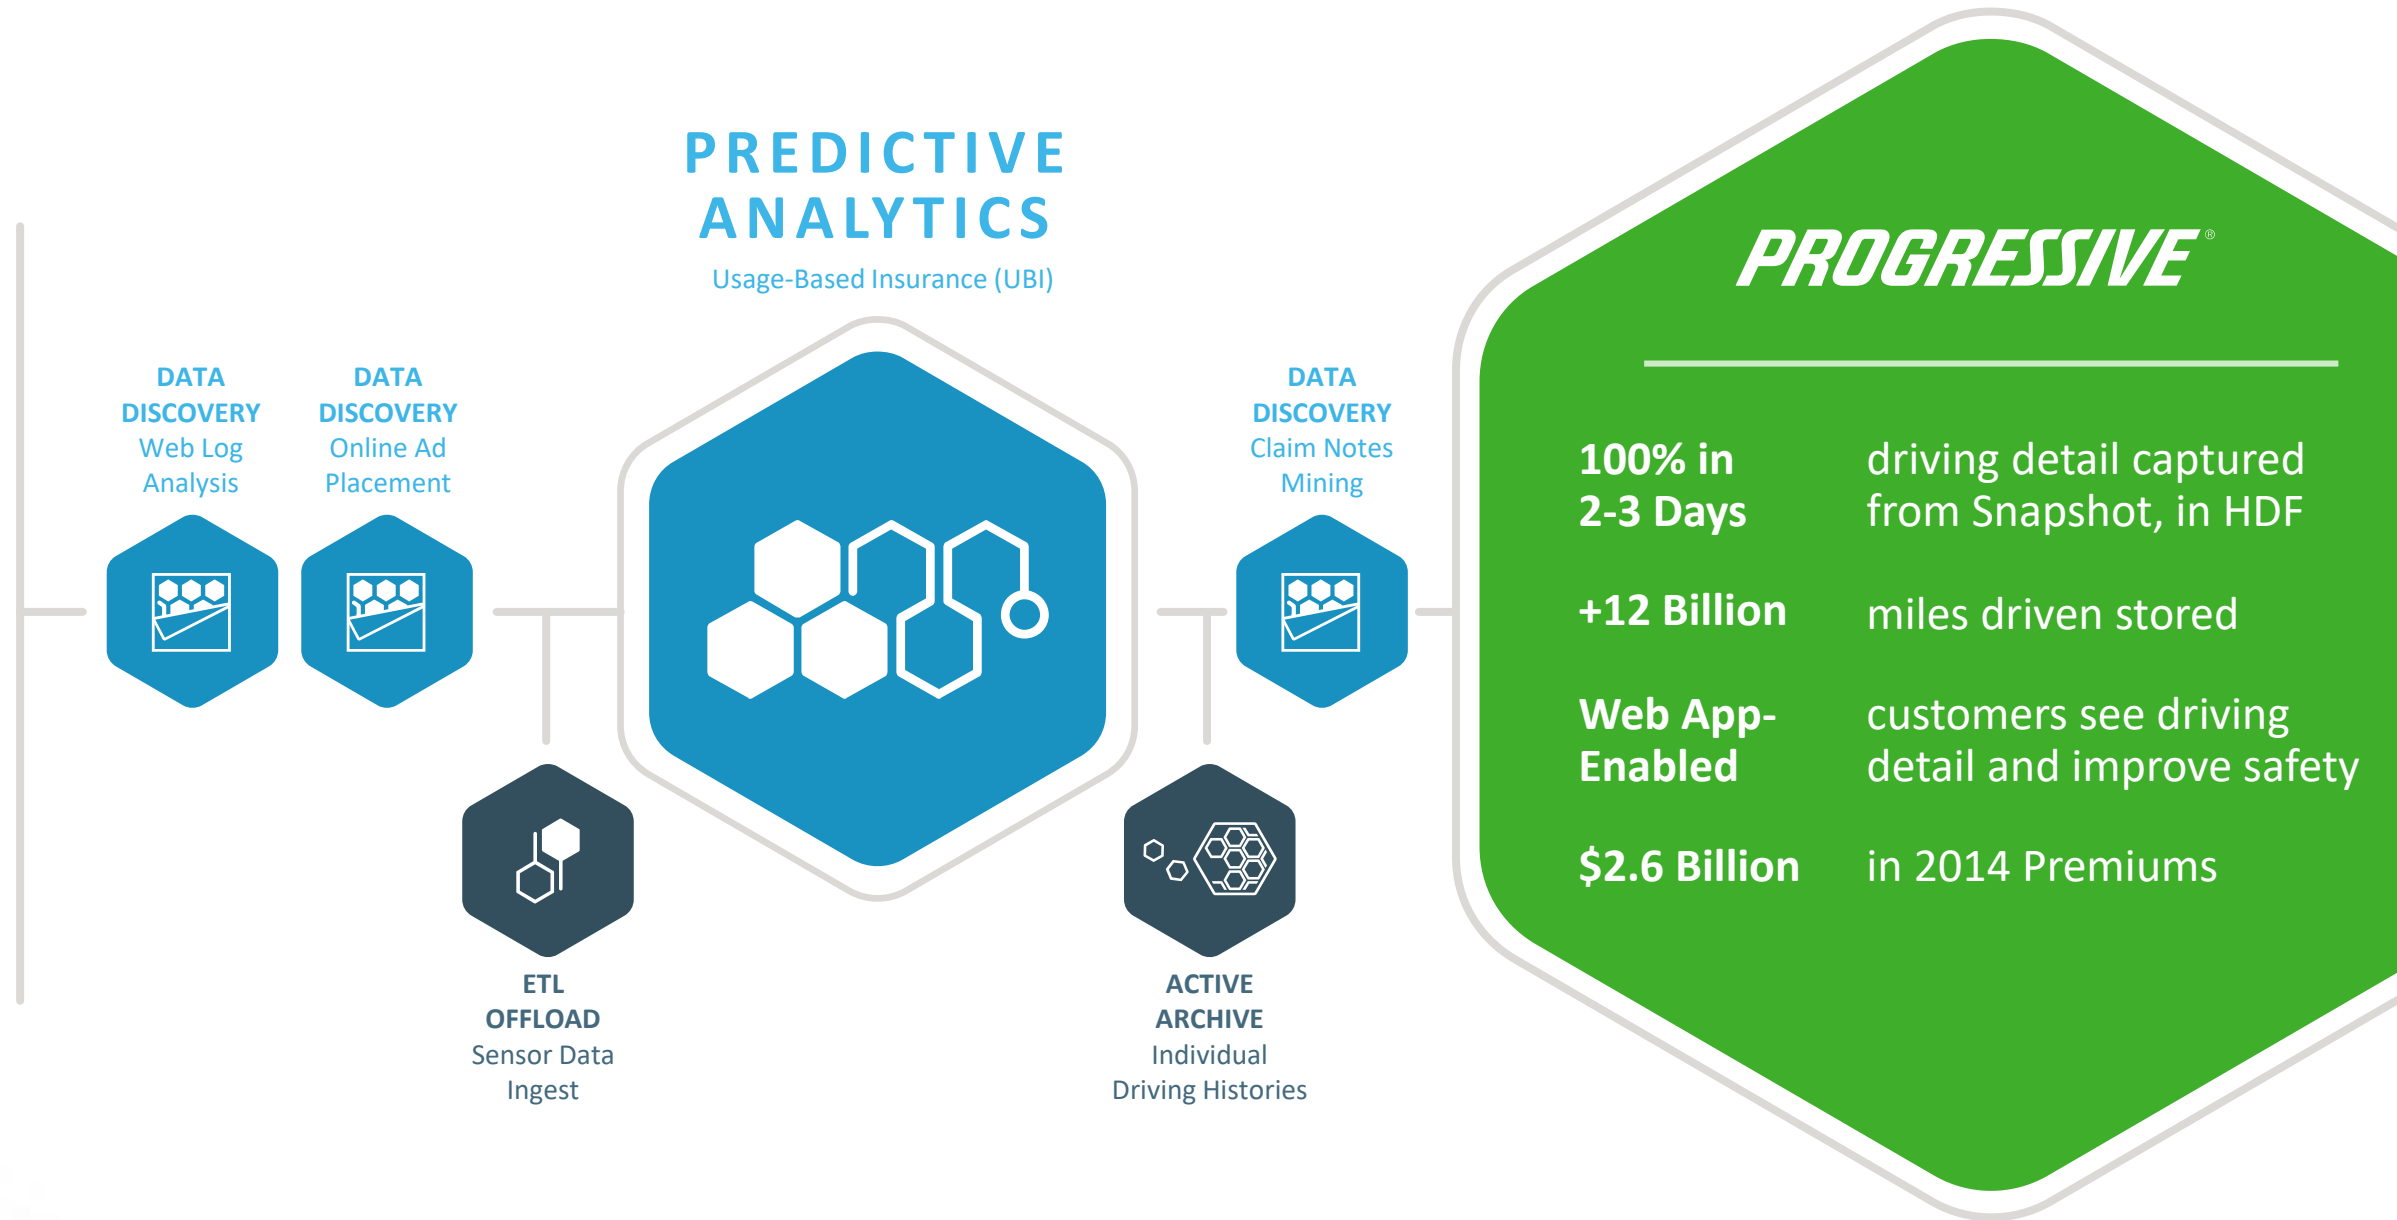 PREDICTIVE
ANALYTICS
Usage-Based Insurance (UBI)
DATA
DISCOVERY
Web Log
Analysis
DATA
DISCOVERY
Online Ad
Placement
DATA
DISCOVERY
Claim Notes
Mining
ETL
OFFLOAD
Sensor Data
Ingest
ACTIVE
ARCHIVE
Individual
Driving Histories
PROGRESSIVE®
100% in driving detail captured
2-3 Days from Snapshot, in HDF
+12 Billion miles driven stored
Web App- customers see driving
Enabled detail and improve safety
$2.6 Billion in 2014 Premiums